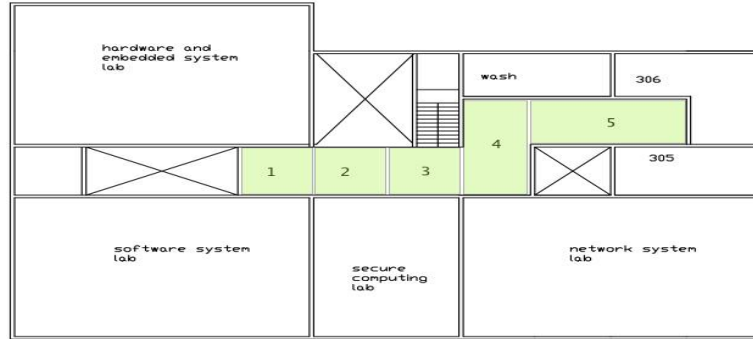 hardware and
embedded system
lab
wash
306
5
4
305
1
2
3
software system
lab
secure
computing
lab
network system
lab